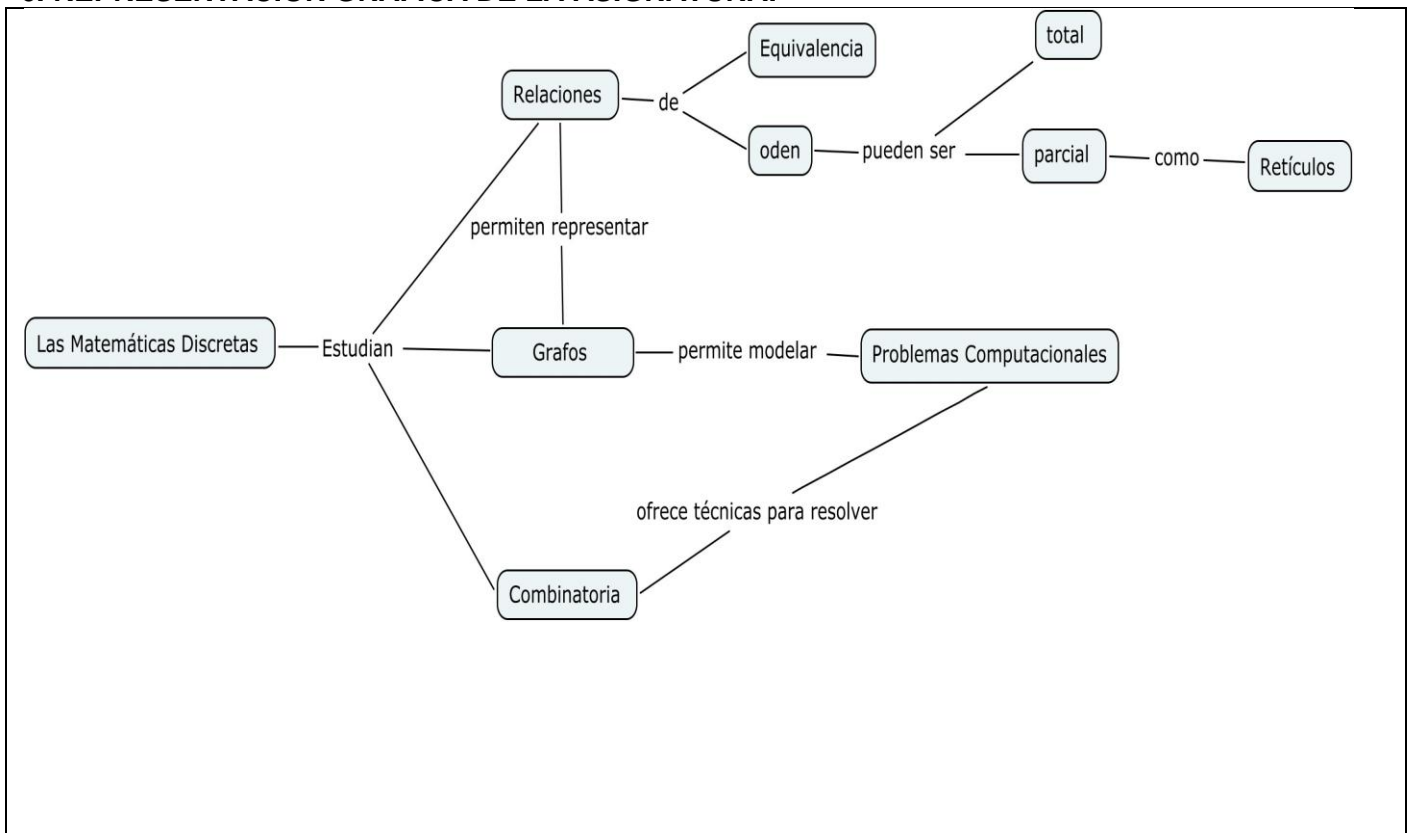 total
Equivalencia
Relaciones
de
oden
pueden ser
parcial
como
Retículos
permiten representar
Las Matemáticas Discretas
Estudian
Grafos
permite modelar
Problemas Computacionales
ofrece técnicas para resolver
Combinatoria